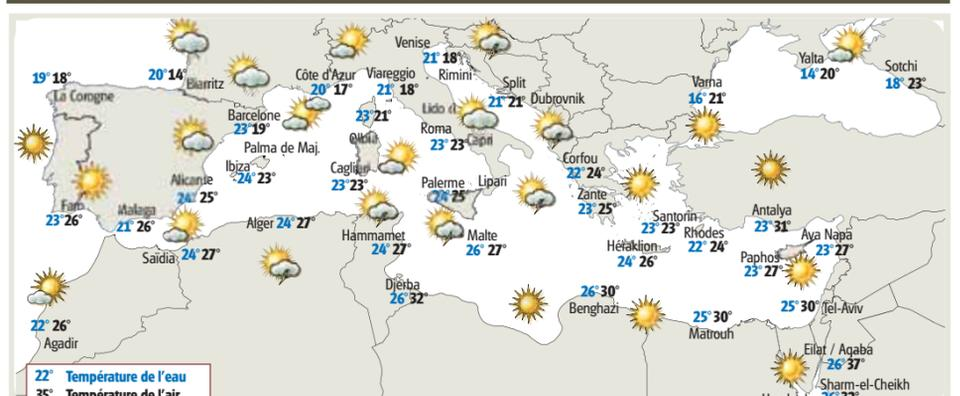 19° 18°
La Corogne
20° 14°
Biarritz
Côte d'Azur
20° 17°
Viareggio
21° 18°
Venise
21° 18°
Rimini
Split
21° 21°
Dubrovnik
Varna
16° 21°
Yalta
14° 20°
Sotchi
18° 23°
Barcelone
23° 19°
Palma de Maj.
Ibiza
24° 23°
Alicante
24° 25°
23° 21°
Olbia
Lido d.
Roma
23° 23°
Capri
Cagliari
23° 23°
Palerme
24° 25°
Lipari
Corfou
22° 24°
Zante
23° 25°
Santorin
23° 23°
Rhodes
22° 24°
Antalya
23° 31°
Aya Napa
23° 27°
Paphos
23° 27°
Faro
23° 26°
Malaga
21° 26°
Saïdia
24° 27°
Alger 24° 27°
Hammamet
24° 27°
Malte
26° 27°
Héraklion
24° 26°
Djerba
26° 32°
26° 30°
Benghazi
25° 30°
Matrouh
25° 30° Tel-Aviv
22° 26°
Agadir
Eilat / Aqaba
26° 37°
Sharm-el-Cheikh
22° Température de l'eau
35° Température de l'air